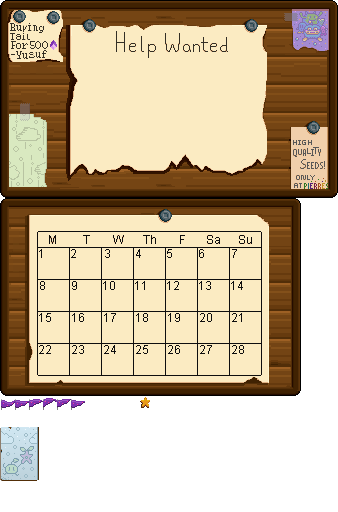 Buying
Tail
For 500
-Yusuf
Help Wanted
HIGH
QUALITY
SEEDS!
ONLY...
AT PIERRES
M T W Th F Sa Su
1 2 3 4 5 6 7
8 9 10 11 12 13 14
15 16 17 18 19 20 21
22 23 24 25 26 27 28